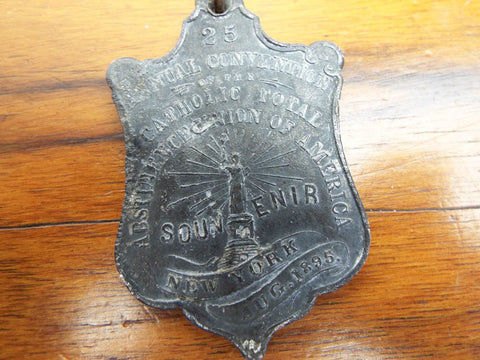 25
ANNUAL CONVENTION
OF THE
CATHOLIC TOTAL
ABSTINENCE UNION OF AMERICA
SOUVENIR
NEW YORK
AUG. 1895.